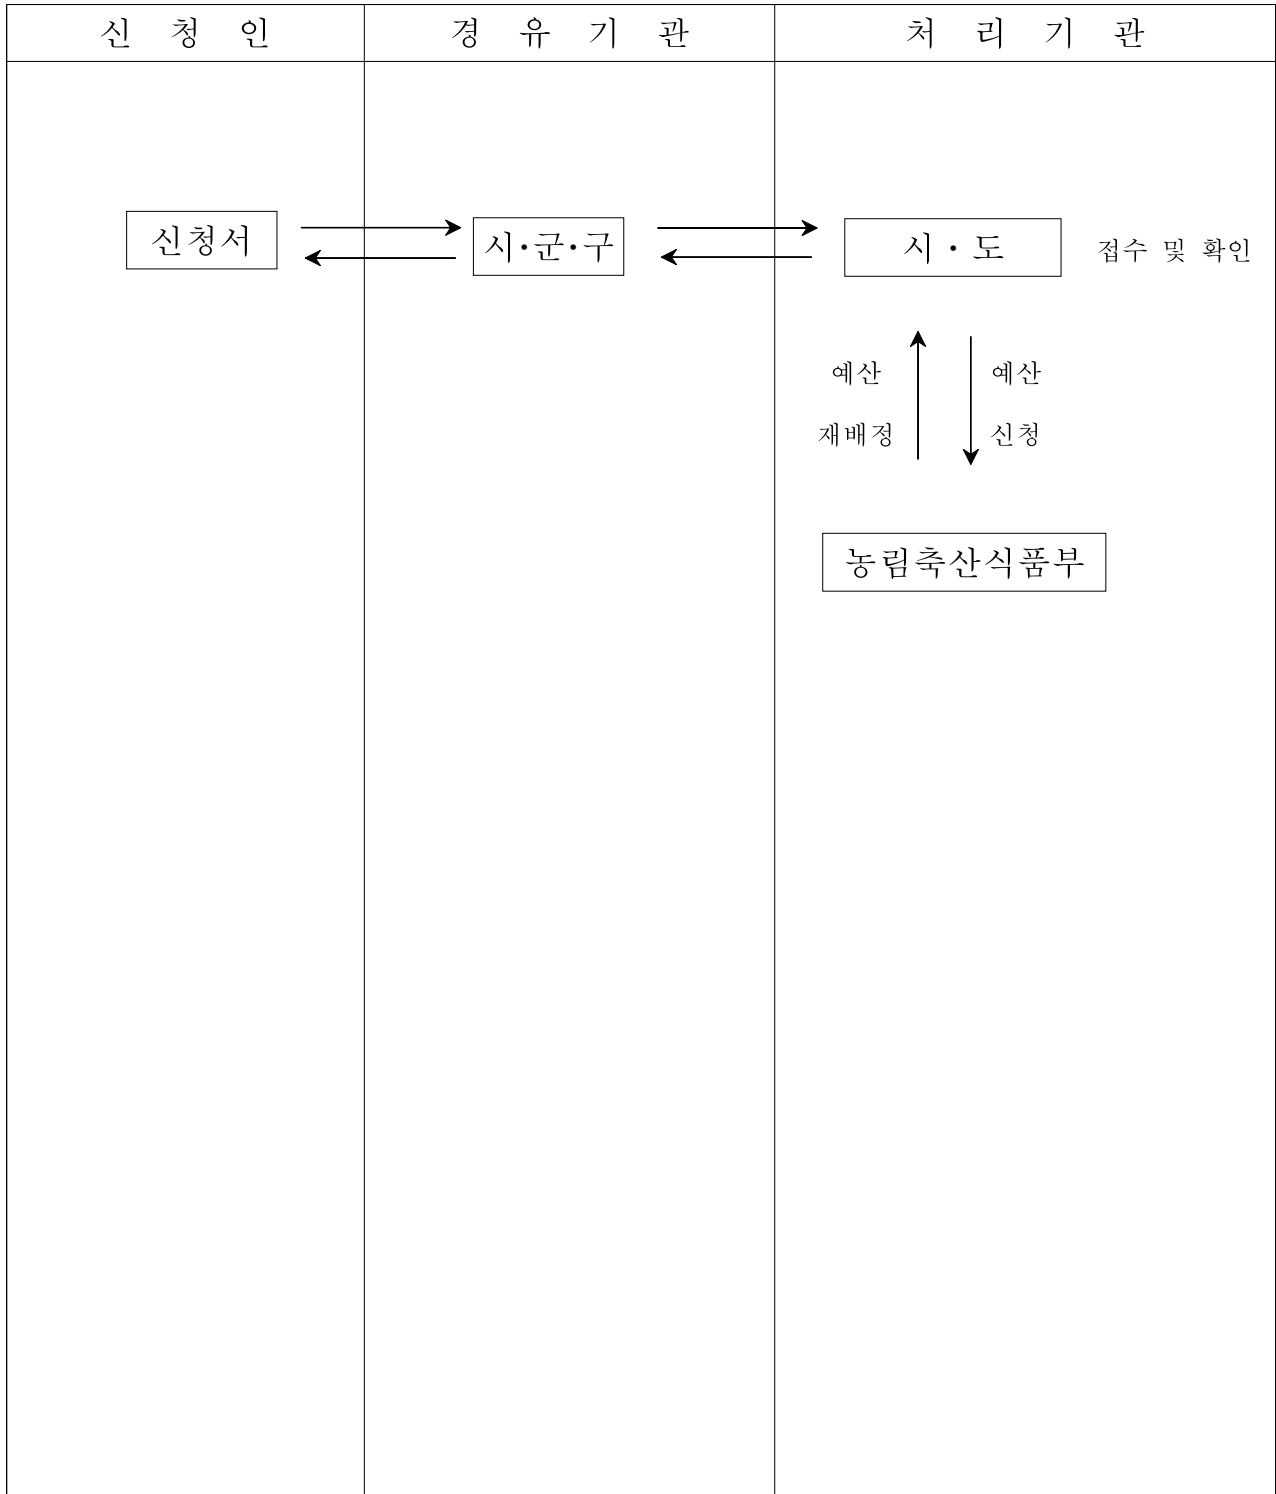 신 청 인 경 유 기 관 처 리 기 관
신청서 시·군·구 시·도 접수 및 확인
예산 예산
재배정 신청
농림축산식품부